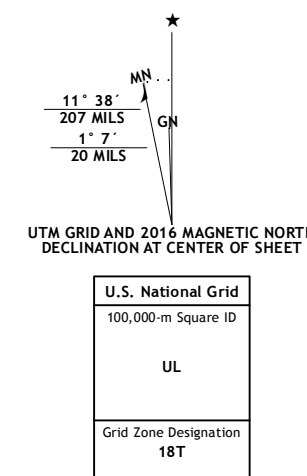 ★
MN
11° 38´
207 MILS
GN
1° 7´
20 MILS
UTM GRID AND 2016 MAGNETIC NORTH
DECLINATION AT CENTER OF SHEET
U.S. National Grid
100,000-m Square ID
UL
Grid Zone Designation
18T